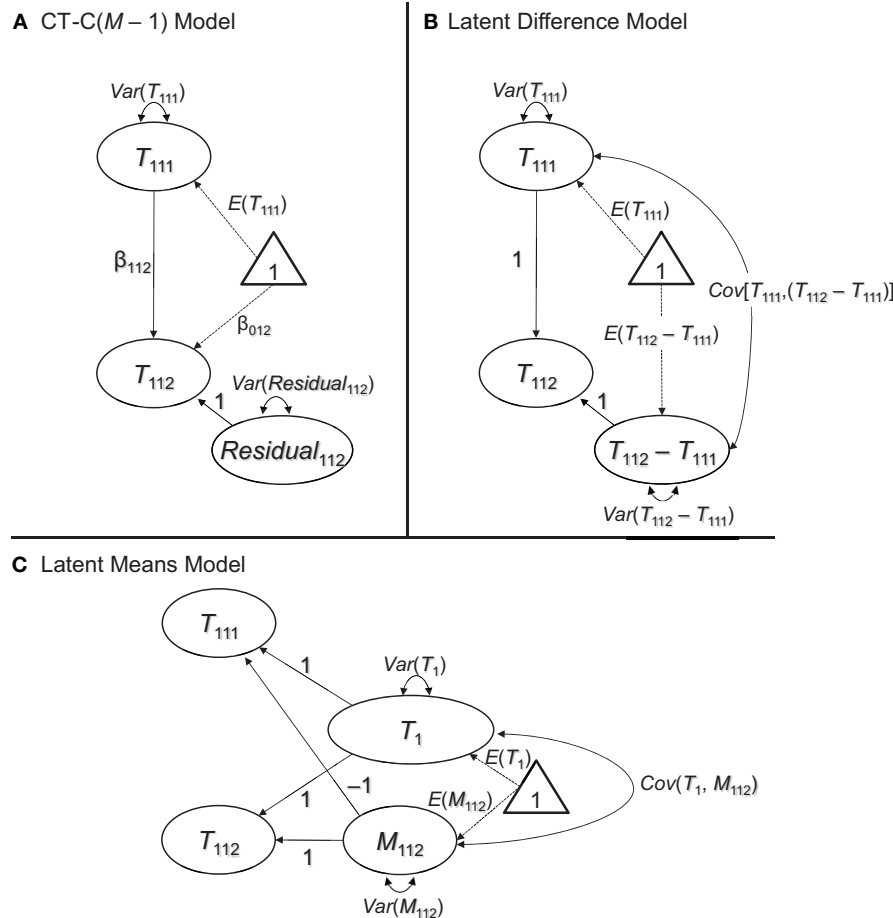 A CT-C(M – 1) Model
Var(T₁₁₁)
T₁₁₁
E(T₁₁₁)
β₁₁₂
1
β₀₁₂
T₁₁₂
Var(Residual₁₁₂)
1
Residual₁₁₂
B Latent Difference Model
Var(T₁₁₁)
T₁₁₁
E(T₁₁₁)
1
1
Cov[T₁₁₁,(T₁₁₂ – T₁₁₁)]
E(T₁₁₂ – T₁₁₁)
T₁₁₂
1
T₁₁₂ – T₁₁₁
Var(T₁₁₂ – T₁₁₁)
C Latent Means Model
T₁₁₁
1
Var(T₁)
T₁
E(T₁)
–1
1
E(M₁₁₂)
1
Cov(T₁, M₁₁₂)
T₁₁₂
1
M₁₁₂
Var(M₁₁₂)